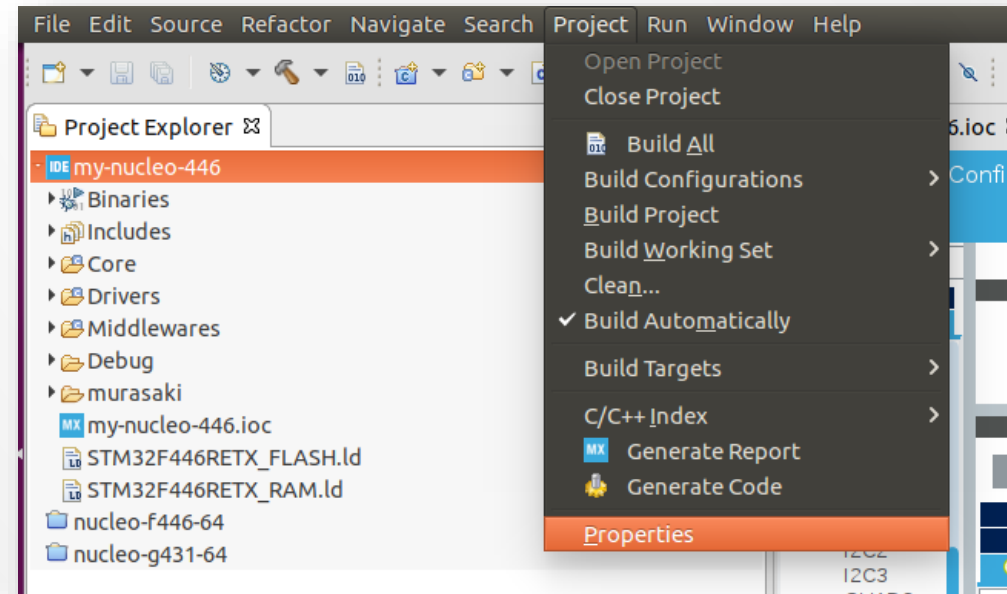 File Edit Source Refactor Navigate Search Project Run Window Help
Open Project
Close Project
Build All
Build Configurations
Build Project
Build Working Set
Clean...
Build Automatically
Build Targets
C/C++ Index
Generate Report
Generate Code
Properties
Project Explorer
IDE my-nucleo-446
Binaries
Includes
Core
Drivers
Middlewares
Debug
murasaki
MX my-nucleo-446.ioc
STM32F446RETX_FLASH.ld
STM32F446RETX_RAM.ld
nucleo-f446-64
nucleo-g431-64
6.ioc
Confi
I2C2
I2C3